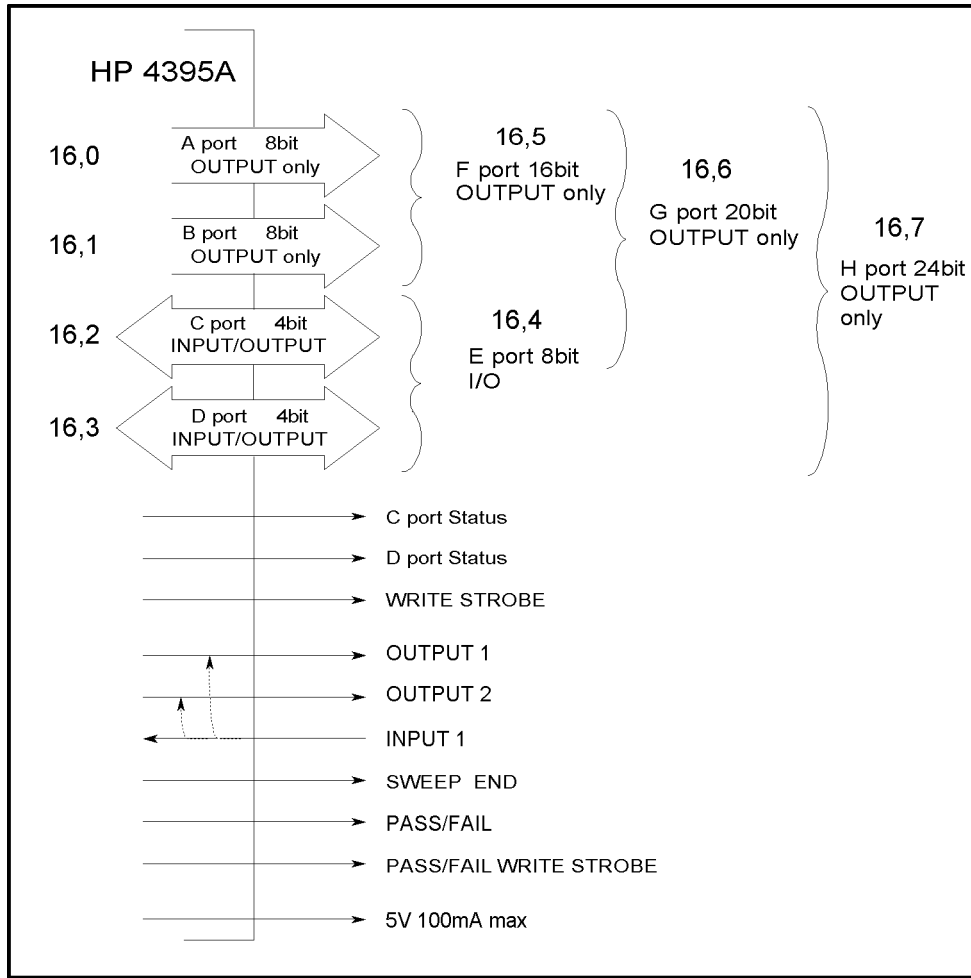 HP 4395A
16,0
A port 8bit
OUTPUT only
16,1
B port 8bit
OUTPUT only
16,2
C port 4bit
INPUT/OUTPUT
16,3
D port 4bit
INPUT/OUTPUT
16,5
F port 16bit
OUTPUT only
16,4
E port 8bit
I/O
16,6
G port 20bit
OUTPUT only
16,7
H port 24bit
OUTPUT
only
C port Status
D port Status
WRITE STROBE
OUTPUT 1
OUTPUT 2
INPUT 1
SWEEP END
PASS/FAIL
PASS/FAIL WRITE STROBE
5V 100mA max